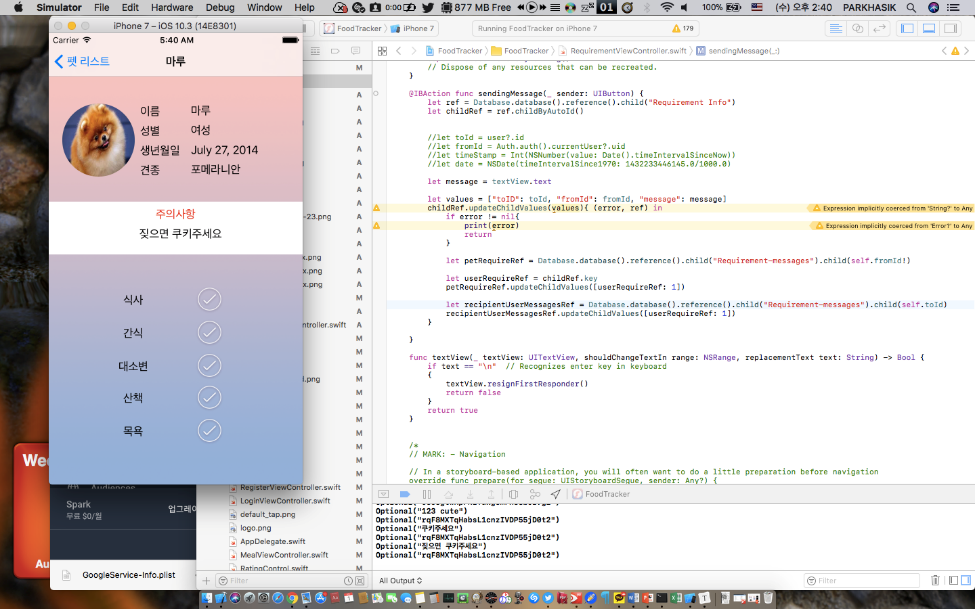 Simulator File Edit Hardware Debug Window Help 0:00 877 MB Free 01 100% (수) 오후 2:40 PARKHASIK
iPhone 7 – iOS 10.3 (14E8301)
Carrier 5:40 AM
펫 리스트 마루
이름 마루
성별 여성
생년월일 July 27, 2014
견종 포메라니안
주의사항
짖으면 쿠키주세요
식사
간식
대소변
산책
목욕
FoodTracker iPhone 7 Running FoodTracker on iPhone 7 179
FoodTracker FoodTracker RequirementViewController.swift sendingMessage(_:)
// Dispose of any resources that can be recreated.
}
@IBAction func sendingMessage(_ sender: UIButton) {
let ref = Database.database().reference().child("Requirement Info")
let childRef = ref.childByAutoId()
//let toId = user?.id
//let fromId = Auth.auth().currentUser?.uid
//let timeStamp = Int(NSNumber(value: Date().timeIntervalSinceNow))
//let date = NSDate(timeIntervalSince1970: 1432233446145.0/1000.0)
let message = textView.text
let values = ["toID": toId, "fromId": fromId, "message": message]
childRef.updateChildValues(values){ (error, ref) in
Expression implicitly coerced from 'String?' to Any
if error != nil{
print(error)
Expression implicitly coerced from 'Error?' to Any
return
}
let petRequireRef = Database.database().reference().child("Requirement-messages").child(self.fromId!)
let userRequireRef = childRef.key
petRequireRef.updateChildValues([userRequireRef: 1])
let recipientUserMessagesRef = Database.database().reference().child("Requirement-messages").child(self.toId)
recipientUserMessagesRef.updateChildValues([userRequireRef: 1])
}
}
func textView(_ textView: UITextView, shouldChangeTextIn range: NSRange, replacementText text: String) -> Bool {
if text == "\n" // Recognizes enter key in keyboard
{
textView.resignFirstResponder()
return false
}
return true
}
/*
// MARK: - Navigation
// In a storyboard-based application, you will often want to do a little preparation before navigation
override func prepare(for segue: UIStoryboardSegue, sender: Any?) {
FoodTracker
Optional("123 cute")
Optional("rqF8MXTqHabsL1cnzIVDP55jD0t2")
Optional("쿠키주세요")
Optional("rqF8MXTqHabsL1cnzIVDP55jD0t2")
Optional("짖으면 쿠키주세요")
Optional("rqF8MXTqHabsL1cnzIVDP55jD0t2")
All Output
Filter
-23.png
ntroller.swift
RegisterViewController.swift
LoginViewController.swift
default_tap.png
logo.png
AppDelegate.swift
MealViewController.swift
RatingControl.swift
Filter
Spark
무료 $0/월
업그레이
GoogleService-Info.plist
Wee
Au